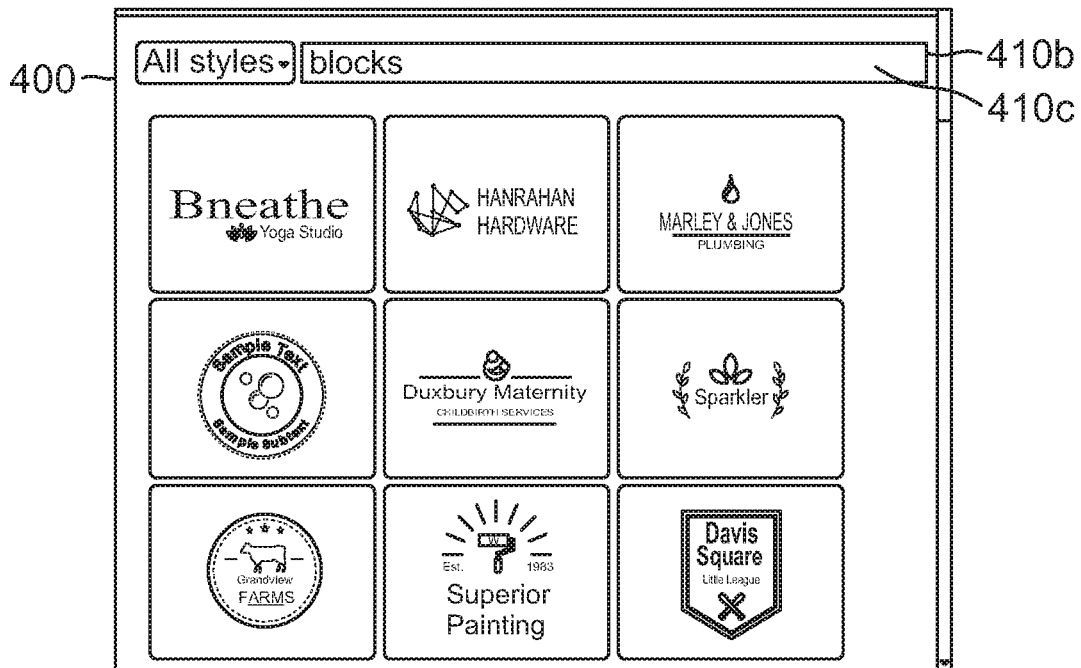 All styles
blocks
410b
400
410c
Bneathe
Yoga Studio
HANRAHAN
HARDWARE
MARLEY & JONES
PLUMBING
Sample Text
Sample Subtext
Duxbury Maternity
CHILDBIRTH SERVICES
Sparkler
Grandview
FARMS
W
Est. 1983
Superior
Painting
Davis
Square
Little League